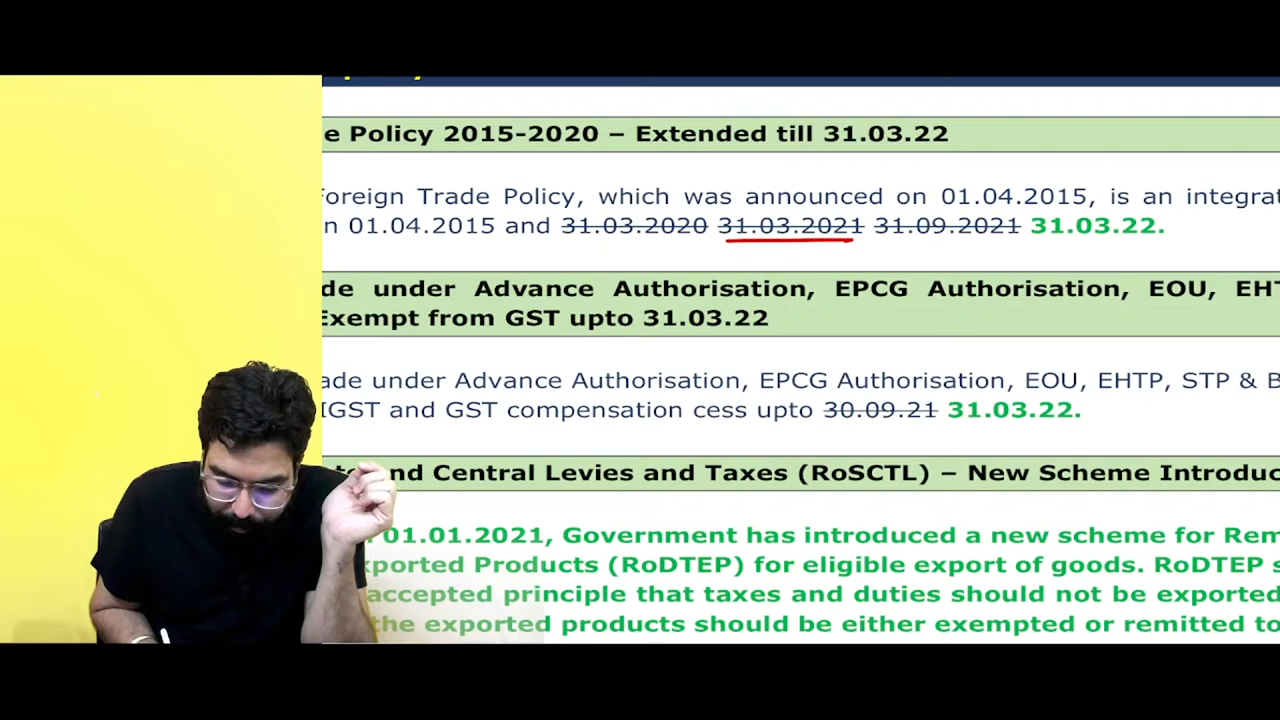 e Policy 2015-2020 – Extended till 31.03.22
Foreign Trade Policy, which was announced on 01.04.2015, is an integrat
n 01.04.2015 and 31.03.2020 31.03.2021 31.09.2021 31.03.22.
de under Advance Authorisation, EPCG Authorisation, EOU, EHT
Exempt from GST upto 31.03.22
ade under Advance Authorisation, EPCG Authorisation, EOU, EHTP, STP & B
IGST and GST compensation cess upto 30.09.21 31.03.22.
and Central Levies and Taxes (RoSCTL) – New Scheme Introduc
01.01.2021, Government has introduced a new scheme for Rem
xported Products (RoDTEP) for eligible export of goods. RoDTEP s
accepted principle that taxes and duties should not be exported
the exported products should be either exempted or remitted to